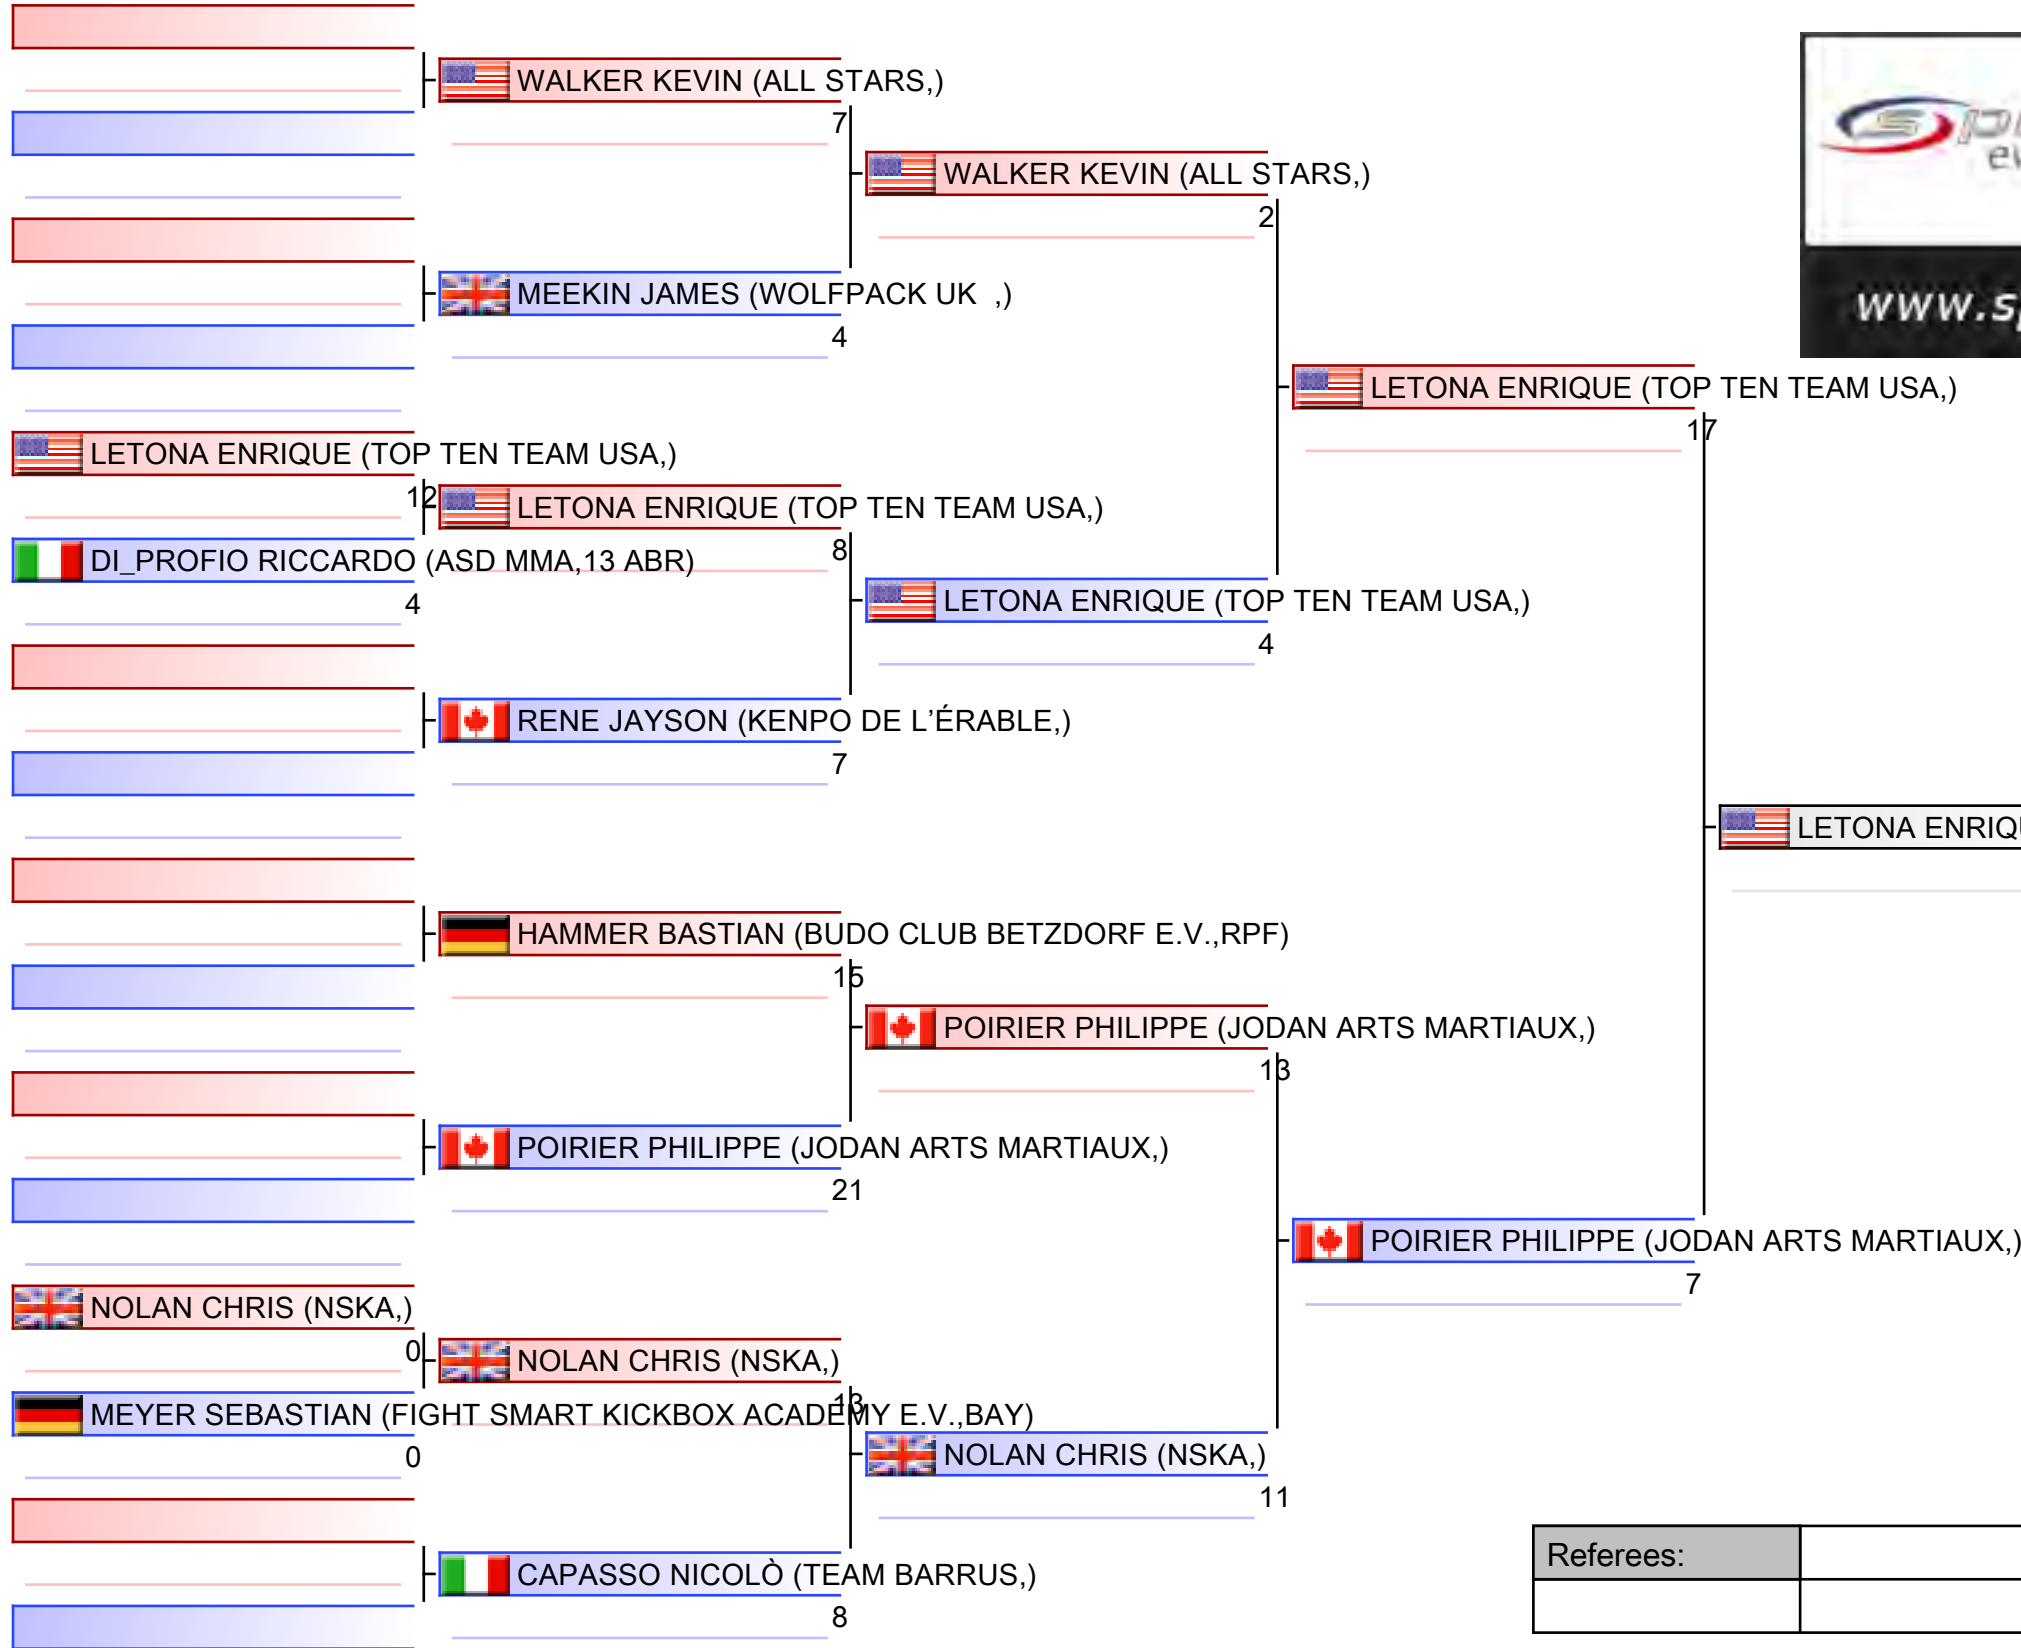 WALKER KEVIN (ALL STARS,)
7
WALKER KEVIN (ALL STARS,)
2
MEEKIN JAMES (WOLFPACK UK ,)
4
www.s
LETONA ENRIQUE (TOP TEN TEAM USA,)
17
LETONA ENRIQUE (TOP TEN TEAM USA,)
12
LETONA ENRIQUE (TOP TEN TEAM USA,)
8
DI_PROFIO RICCARDO (ASD MMA,13 ABR)
4
LETONA ENRIQUE (TOP TEN TEAM USA,)
4
RENE JAYSON (KENPO DE L'ÉRABLE,)
7
LETONA ENRIQ
HAMMER BASTIAN (BUDO CLUB BETZDORF E.V.,RPF)
15
POIRIER PHILIPPE (JODAN ARTS MARTIAUX,)
13
POIRIER PHILIPPE (JODAN ARTS MARTIAUX,)
21
POIRIER PHILIPPE (JODAN ARTS MARTIAUX,)
7
NOLAN CHRIS (NSKA,)
0
NOLAN CHRIS (NSKA,)
13
MEYER SEBASTIAN (FIGHT SMART KICKBOX ACADEMY E.V.,BAY)
0
NOLAN CHRIS (NSKA,)
11
CAPASSO NICOLÒ (TEAM BARRUS,)
8
Referees: